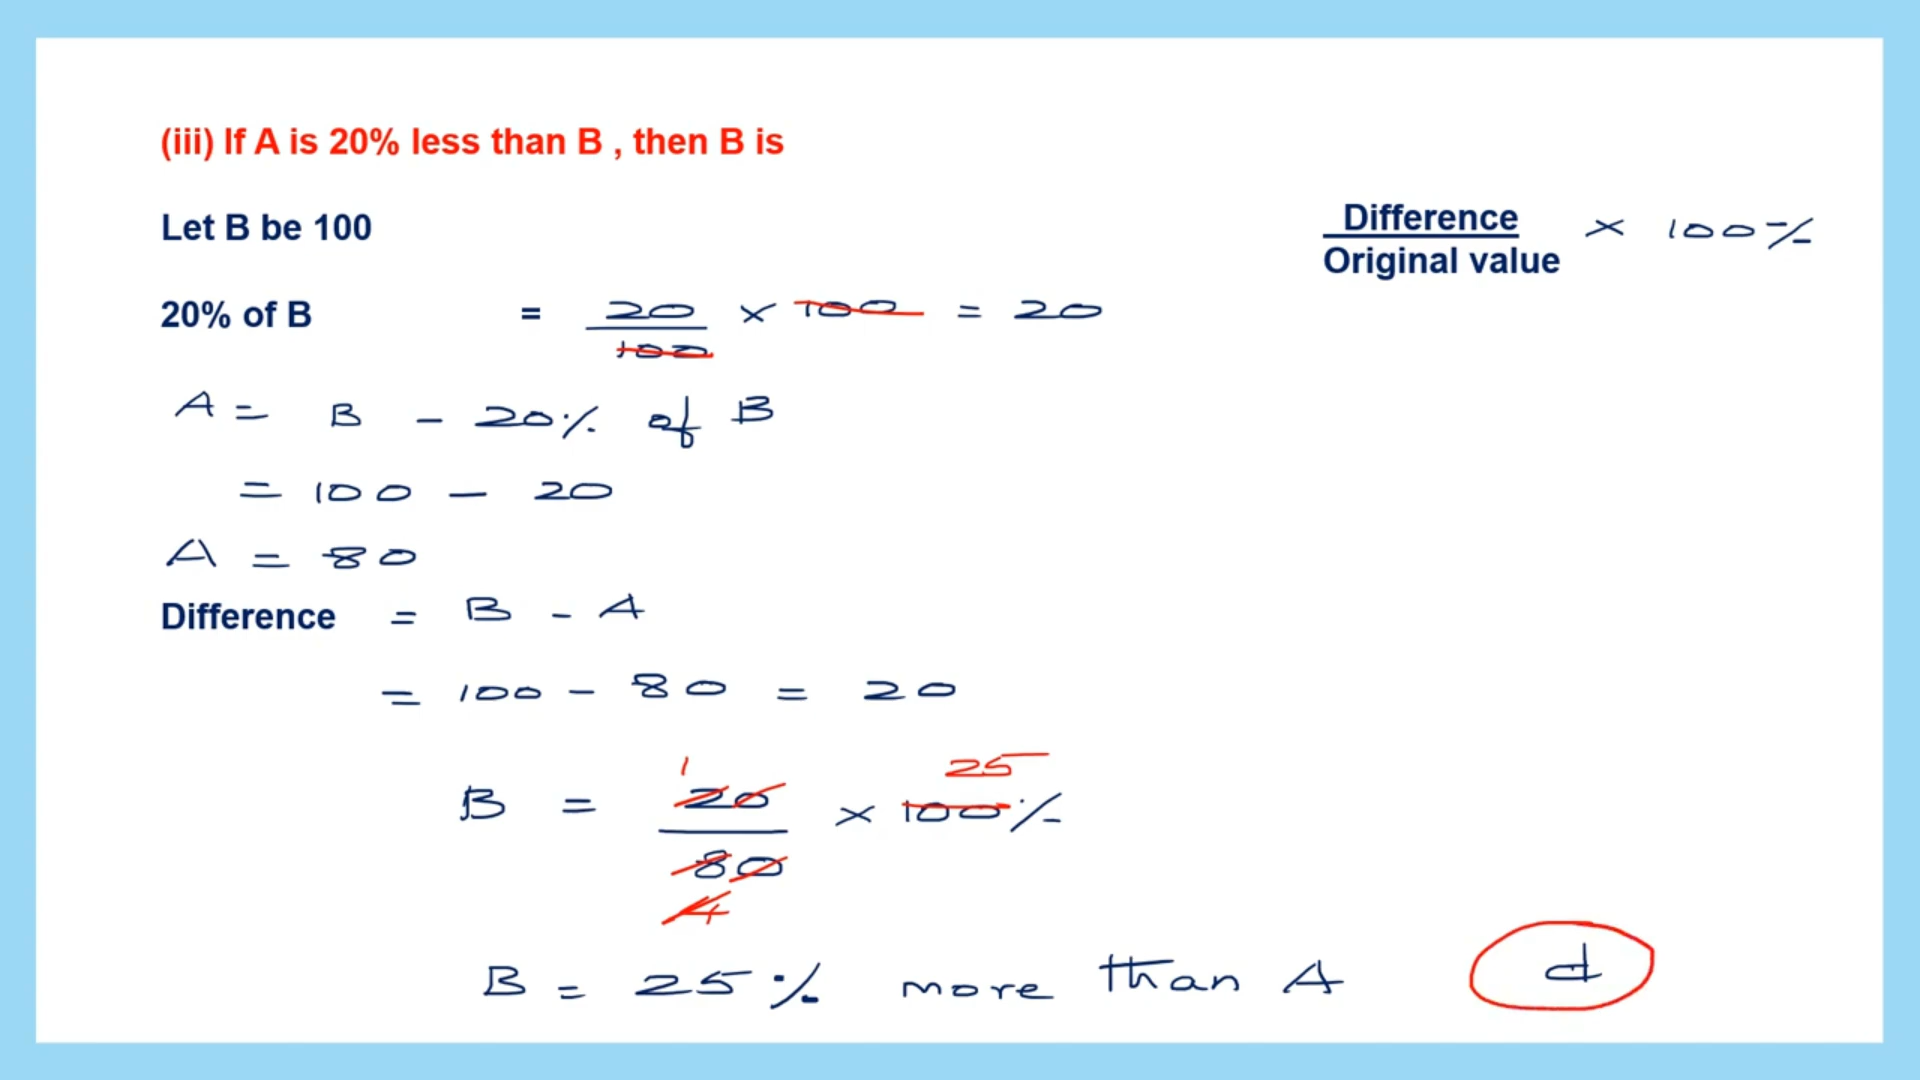 (iii) If A is 20% less than B , then B is
Let B be 100
Difference / Original value × 100%
20% of B = 20/100 × 100 = 20
A = B - 20% of B
= 100 - 20
A = 80
Difference = B - A
= 100 - 80 = 20
1 25
B = 20/80 × 100%
4
B = 25% more than A
d